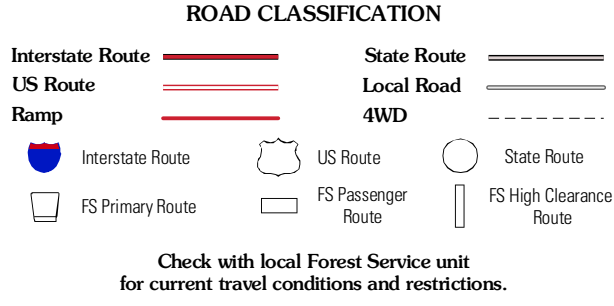 ROAD CLASSIFICATION
Interstate Route
State Route
US Route
Local Road
Ramp
4WD
Interstate Route
US Route
State Route
FS Primary Route
FS Passenger
Route
FS High Clearance
Route
Check with local Forest Service unit
for current travel conditions and restrictions.